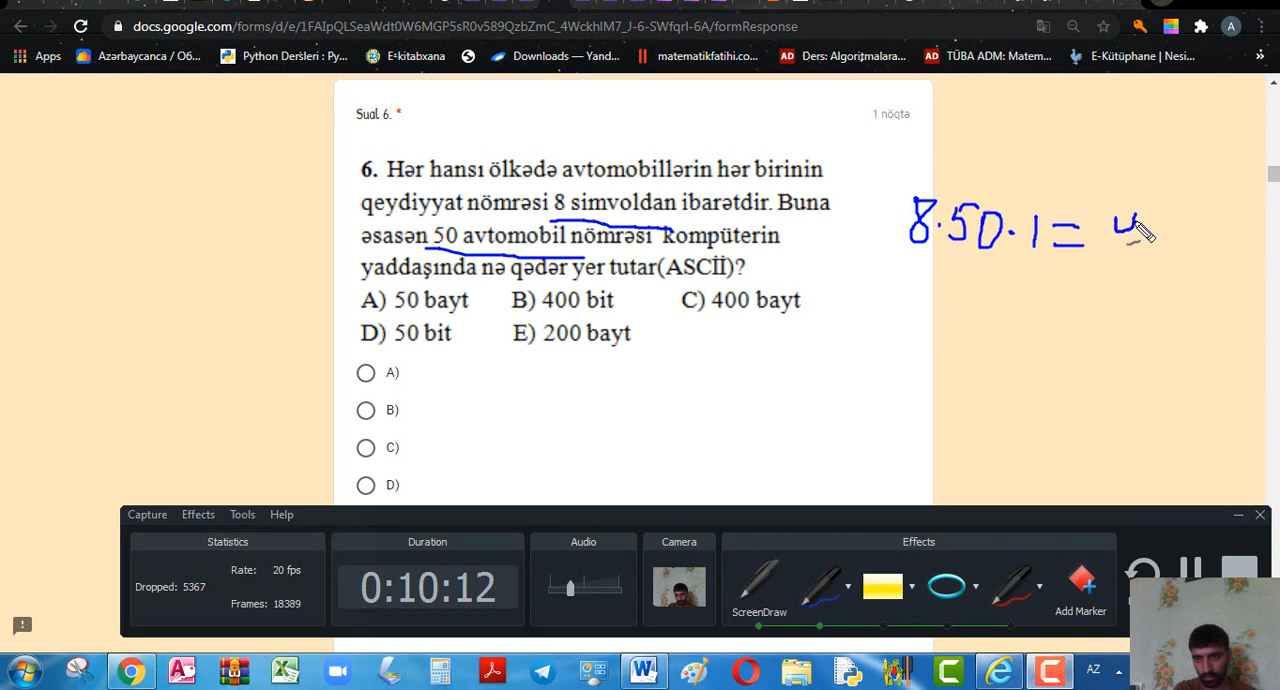 docs.google.com/forms/d/e/1FAIpQLSeaWdt0W6MGP5sR0v589QzbZmC_4WckhlM7_J-6-SWfqrI-6A/formResponse
A
Apps Azərbaycanca / O6... Python Dersleri : Py... E-kitabxana Downloads — Yand... matematikfatihi.co... AD Ders: Algoritmalara... AD TÜBA ADM: Matem... E-Kütüphane | Nesi... »
Sual 6. * 1 nöqtə
6. Hər hansı ölkədə avtomobillərin hər birinin
qeydiyyat nömrəsi 8 simvoldan ibarətdir. Buna
əsasən 50 avtomobil nömrəsi kompüterin
yaddaşında nə qədər yer tutar(ASCİİ)?
8·50·1= 4
A) 50 bayt B) 400 bit C) 400 bayt
D) 50 bit E) 200 bayt
A)
B)
C)
D)
Capture Effects Tools Help
Statistics Duration Audio Camera Effects
Dropped: 5367 Rate: 20 fps
Frames: 18389
0:10:12
ScreenDraw Add Marker
AZ